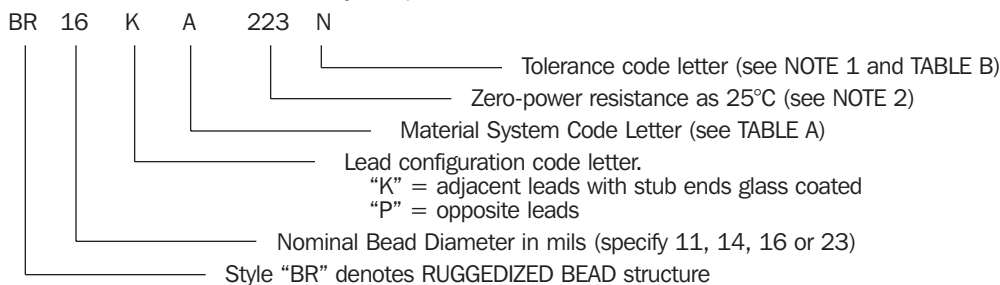 BR 16 K A 223 N
Tolerance code letter (see NOTE 1 and TABLE B)
Zero-power resistance as 25°C (see NOTE 2)
Material System Code Letter (see TABLE A)
Lead configuration code letter.
“K” = adjacent leads with stub ends glass coated
“P” = opposite leads
Nominal Bead Diameter in mils (specify 11, 14, 16 or 23)
Style “BR” denotes RUGGEDIZED BEAD structure